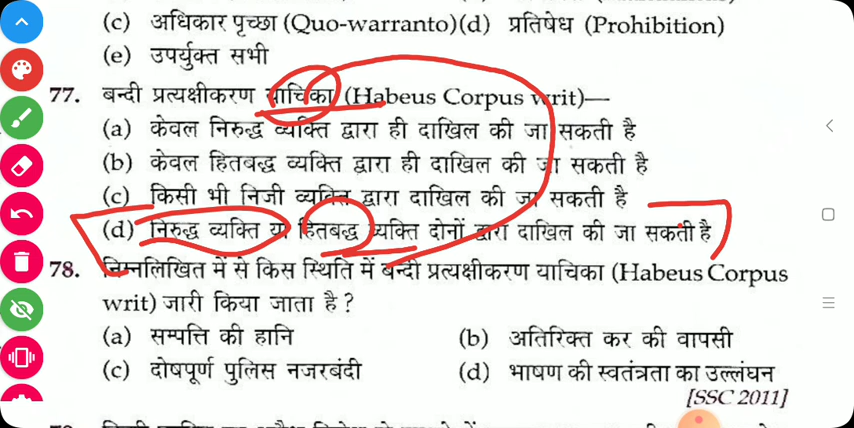 (c) अधिकार पृच्छा (Quo-warranto) (d) प्रतिषेध (Prohibition)
(e) उपर्युक्त सभी
77. बन्दी प्रत्यक्षीकरण याचिका (Habeus Corpus writ)—
(a) केवल निरुद्ध व्यक्ति द्वारा ही दाखिल की जा सकती है
(b) केवल हितबद्ध व्यक्ति द्वारा ही दाखिल की जा सकती है
(c) किसी भी निजी व्यक्ति द्वारा दाखिल की जा सकती है
(d) निरुद्ध व्यक्ति या हितबद्ध व्यक्ति दोनों द्वारा दाखिल की जा सकती है
78. निम्नलिखित में से किस स्थिति में बन्दी प्रत्यक्षीकरण याचिका (Habeus Corpus
writ) जारी किया जाता है ?
(a) सम्पत्ति की हानि (b) अतिरिक्त कर की वापसी
(c) दोषपूर्ण पुलिस नजरबंदी (d) भाषण की स्वतंत्रता का उल्लंघन
[SSC 2011]